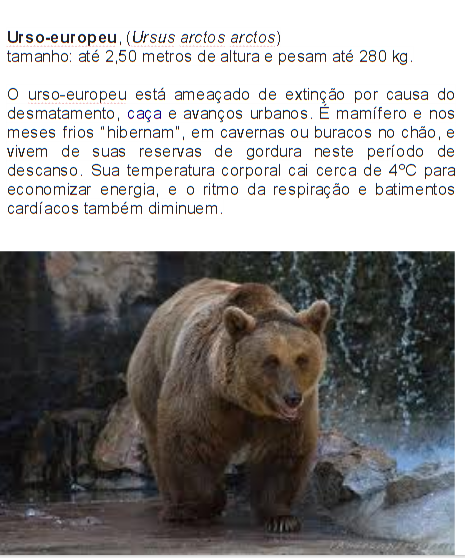 Urso-europeu, (Ursus arctos arctos)
tamanho: até 2,50 metros de altura e pesam até 280 kg.
O urso-europeu está ameaçado de extinção por causa do
desmatamento, caça e avanços urbanos. É mamífero e nos
meses frios “hibernam”, em cavernas ou buracos no chão, e
vivem de suas reservas de gordura neste período de
descanso. Sua temperatura corporal cai cerca de 4ºC para
economizar energia, e o ritmo da respiração e batimentos
cardíacos também diminuem.